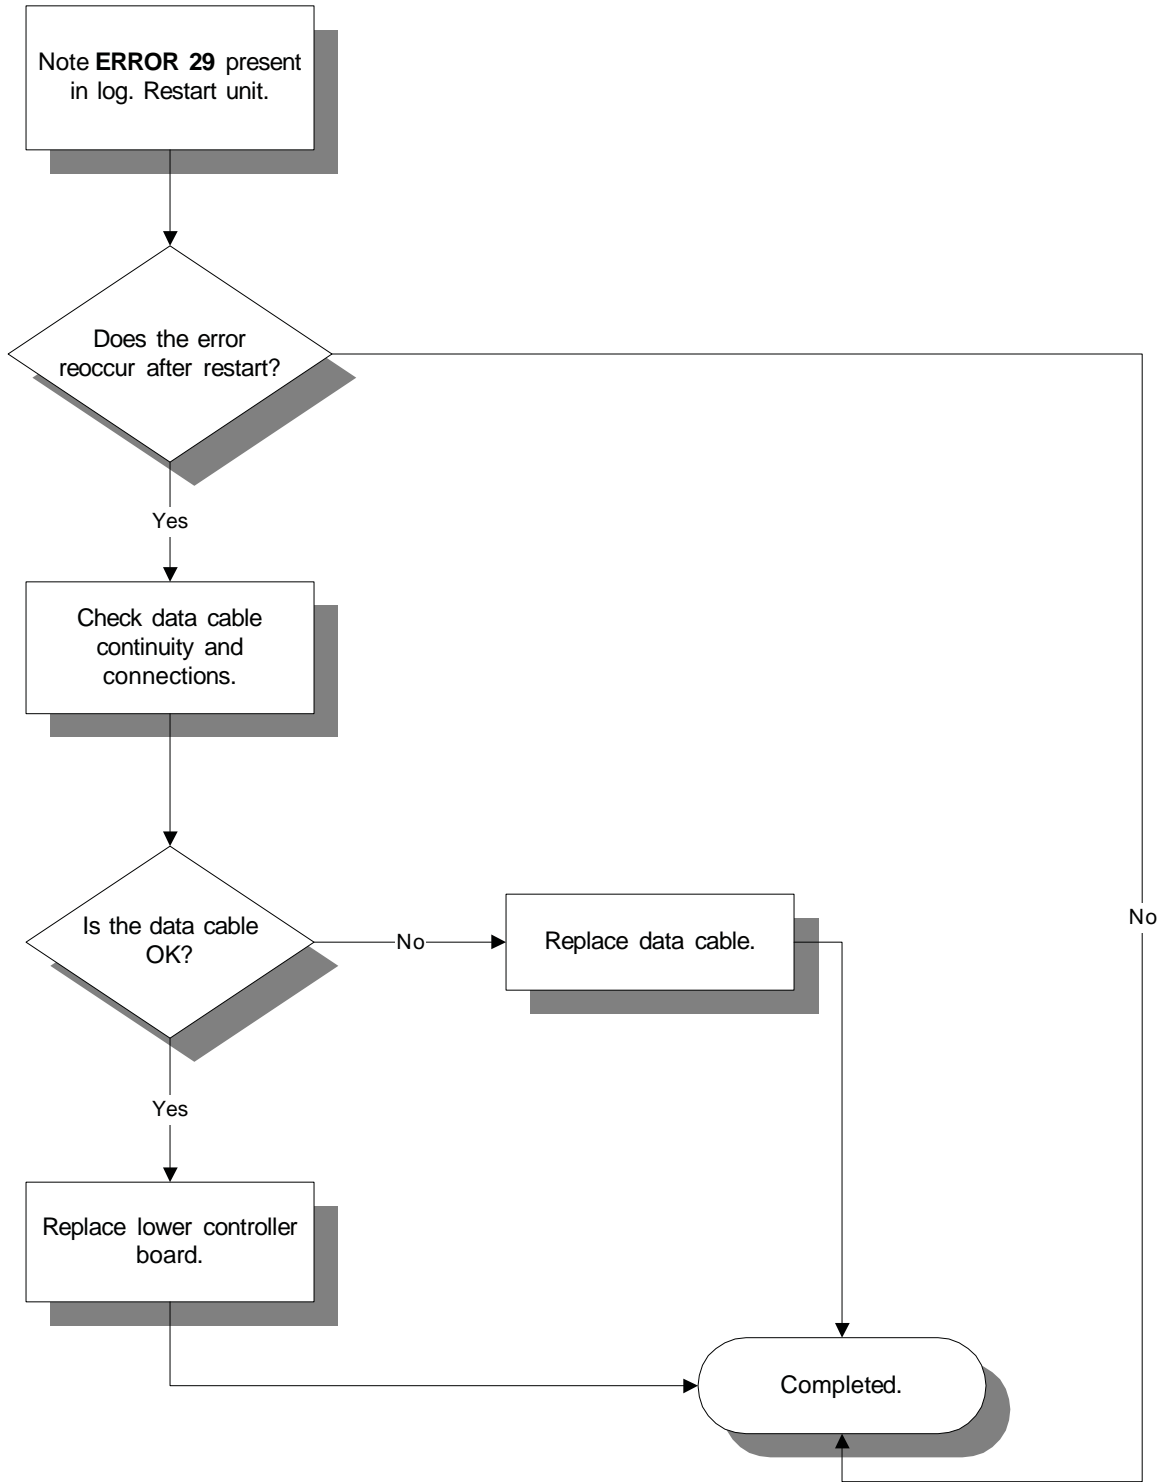 Note ERROR 29 present
in log. Restart unit.
Does the error
reoccur after restart?
Yes
Check data cable
continuity and
connections.
Is the data cable
OK?
No
Replace data cable.
No
Yes
Replace lower controller
board.
Completed.